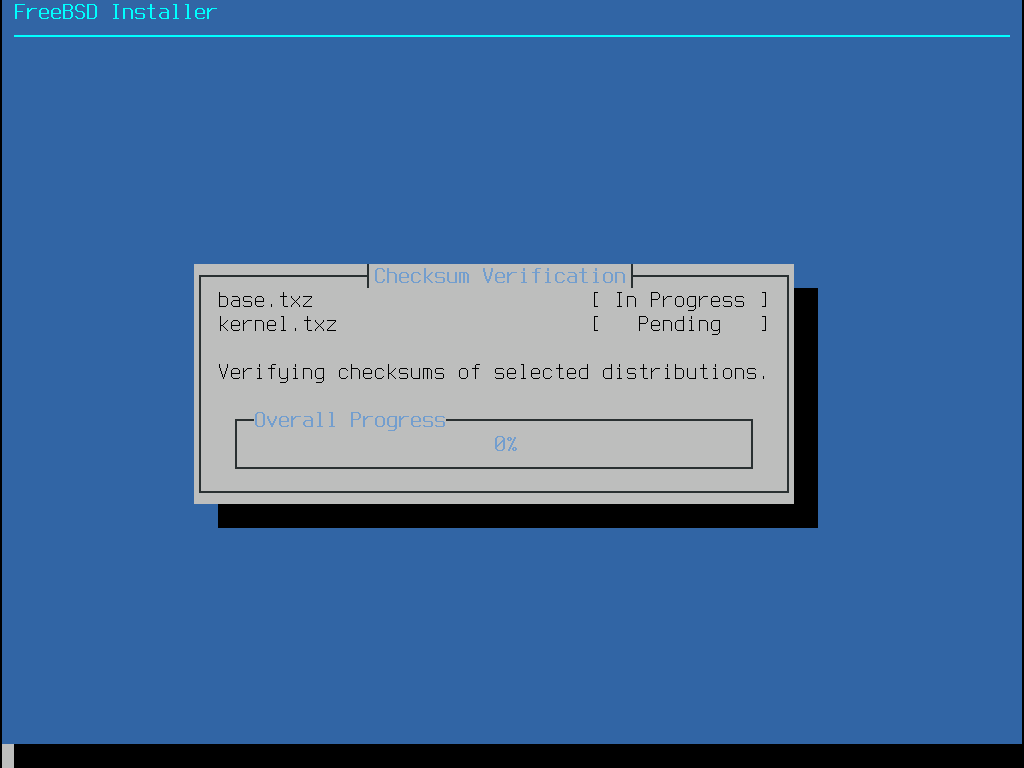 FreeBSD Installer
Checksum Verification
base.txz [ In Progress ]
kernel.txz [ Pending ]
Verifying checksums of selected distributions.
Overall Progress
0%